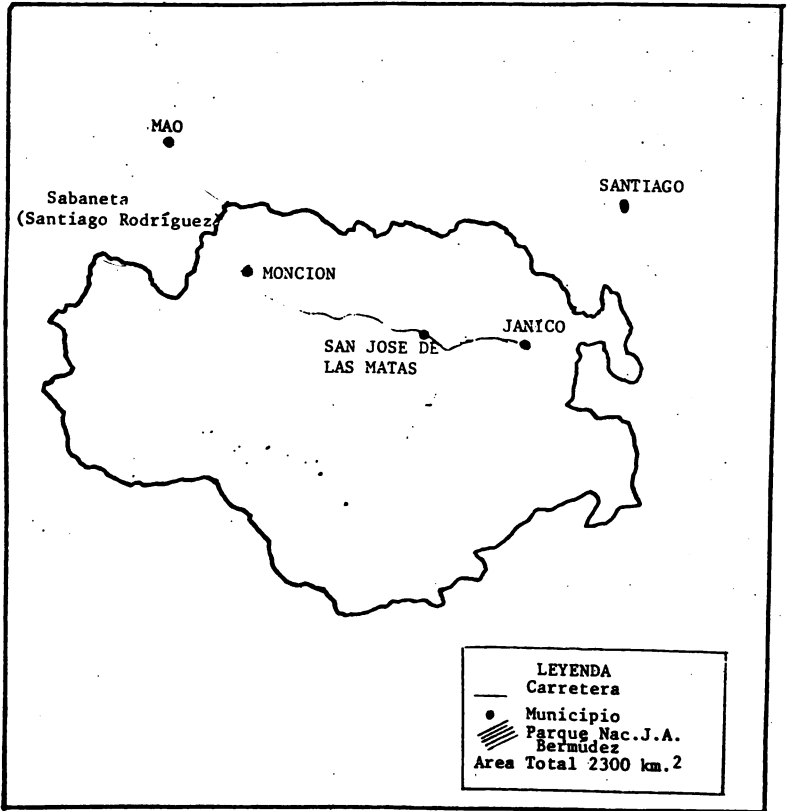 MAO
SANTIAGO
Sabaneta
(Santiago Rodríguez)
MONCION
JANICO
SAN JOSE DE
LAS MATAS
LEYENDA
Carretera
Municipio
Parque Nac.J.A.
Bermúdez
Area Total 2300 km.2